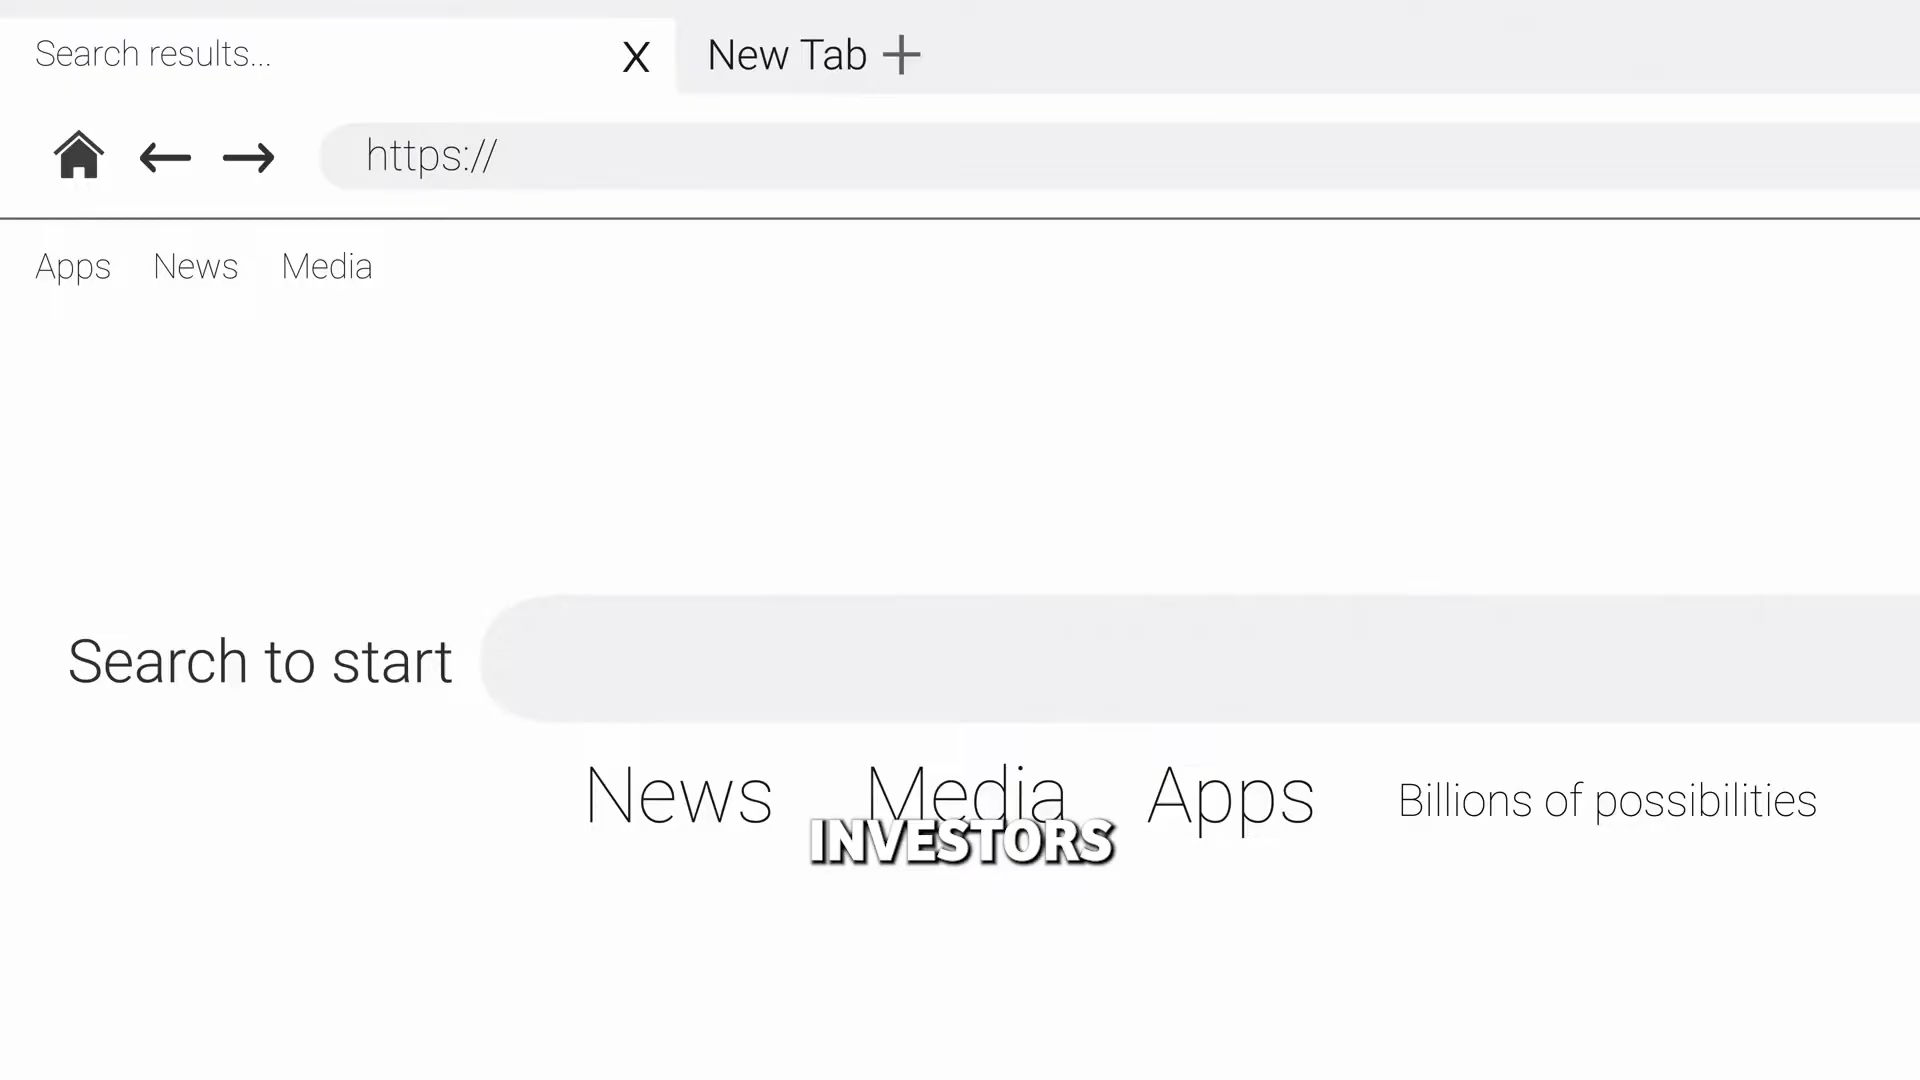 Search results... X New Tab +
https://
Apps News Media
Search to start
News Media Apps Billions of possibilities
INVESTORS